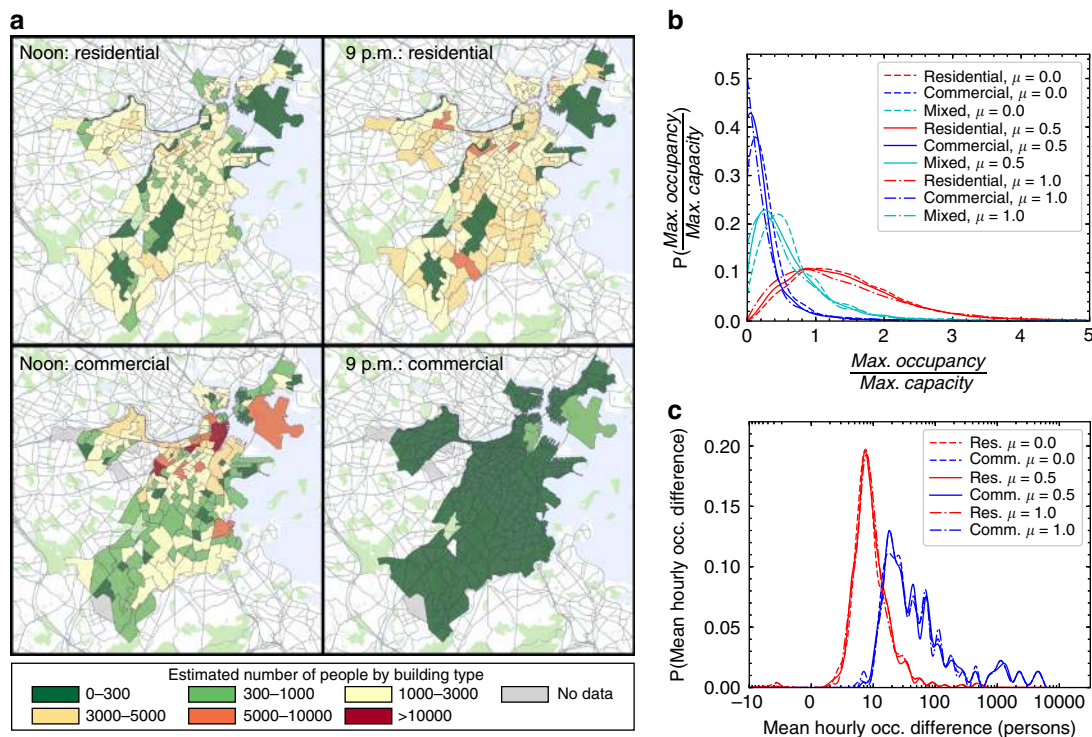 a
Noon: residential
9 p.m.: residential
Noon: commercial
9 p.m.: commercial
Estimated number of people by building type
0–300
300–1000
1000–3000
No data
3000–5000
5000–10000
>10000
b
P(Max. occupancy / Max. capacity)
0.5
0.4
0.3
0.2
0.1
0.0
0
1
2
3
4
5
Residential, μ = 0.0
Commercial, μ = 0.0
Mixed, μ = 0.0
Residential, μ = 0.5
Commercial, μ = 0.5
Mixed, μ = 0.5
Residential, μ = 1.0
Commercial, μ = 1.0
Mixed, μ = 1.0
Max. occupancy
Max. capacity
c
P(Mean hourly occ. difference)
0.20
0.15
0.10
0.05
0.00
Res. μ = 0.0
Comm. μ = 0.0
Res. μ = 0.5
Comm. μ = 0.5
Res. μ = 1.0
Comm. μ = 1.0
−10
0
10
100
1000
10000
Mean hourly occ. difference (persons)